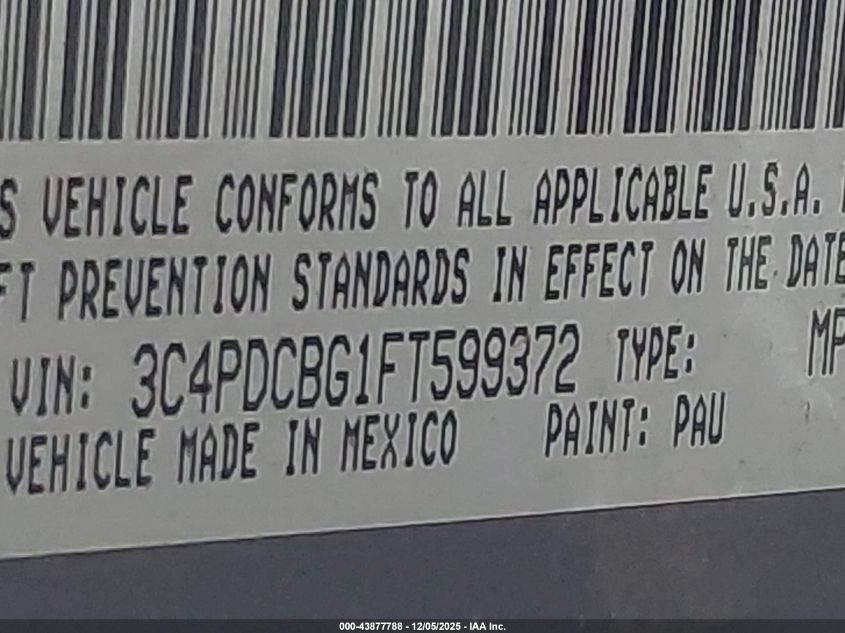 S VEHICLE CONFORMS TO ALL APPLICABLE U.S.A.
FT PREVENTION STANDARDS IN EFFECT ON THE DATE
VIN: 3C4PDCBG1FT599372 TYPE: MP
VEHICLE MADE IN MEXICO PAINT: PAU
000-43877788 - 12/05/2025 - IAA Inc.